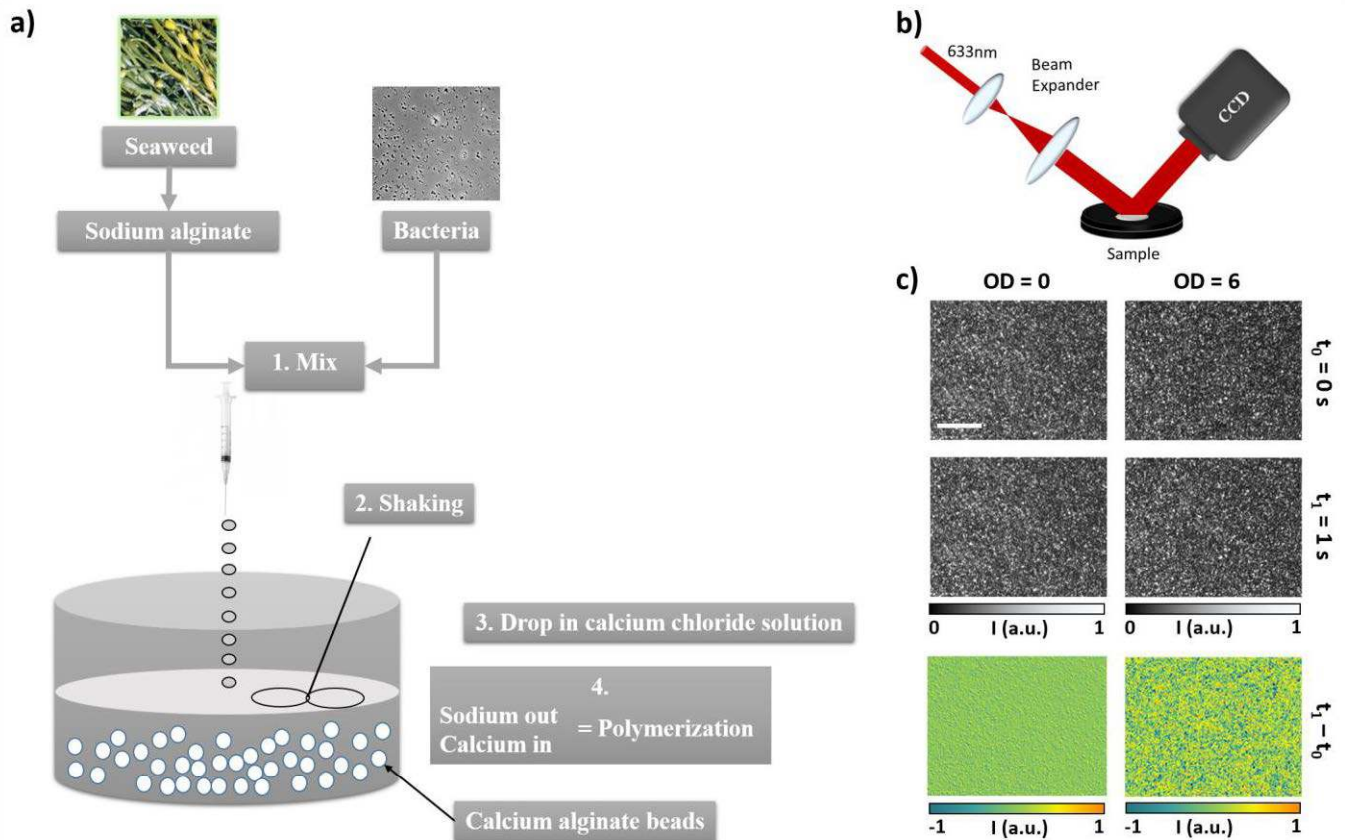 a)
Seaweed
Sodium alginate
Bacteria
1. Mix
2. Shaking
3. Drop in calcium chloride solution
4.
Sodium out
Calcium in
= Polymerization
Calcium alginate beads
b)
633nm
Beam
Expander
CCD
Sample
c)
OD = 0
OD = 6
t0 = 0 s
t1 = 1 s
0 I (a.u.) 1
0 I (a.u.) 1
t1 – t0
-1 I (a.u.) 1
-1 I (a.u.) 1